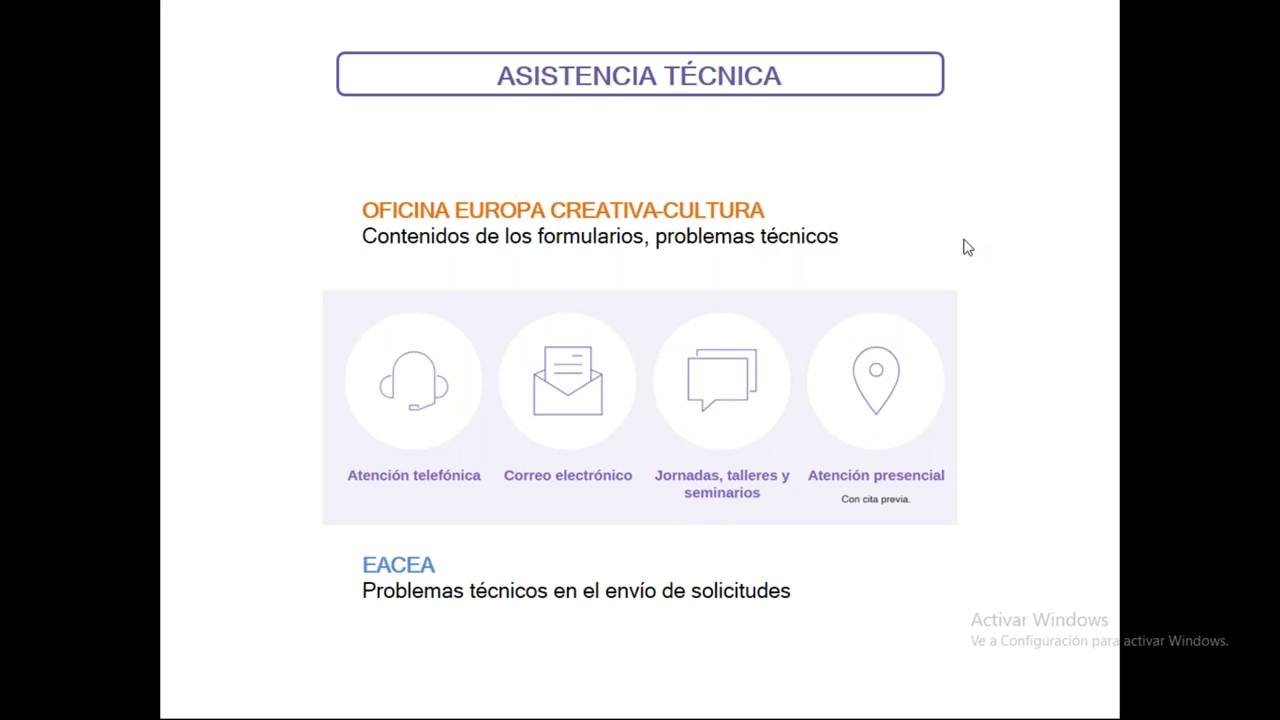 ASISTENCIA TÉCNICA
OFICINA EUROPA CREATIVA-CULTURA
Contenidos de los formularios, problemas técnicos
Atención telefónica
Correo electrónico
Jornadas, talleres y
seminarios
Atención presencial
Con cita previa.
EACEA
Problemas técnicos en el envío de solicitudes
Activar Windows
Ve a Configuración para activar Windows.